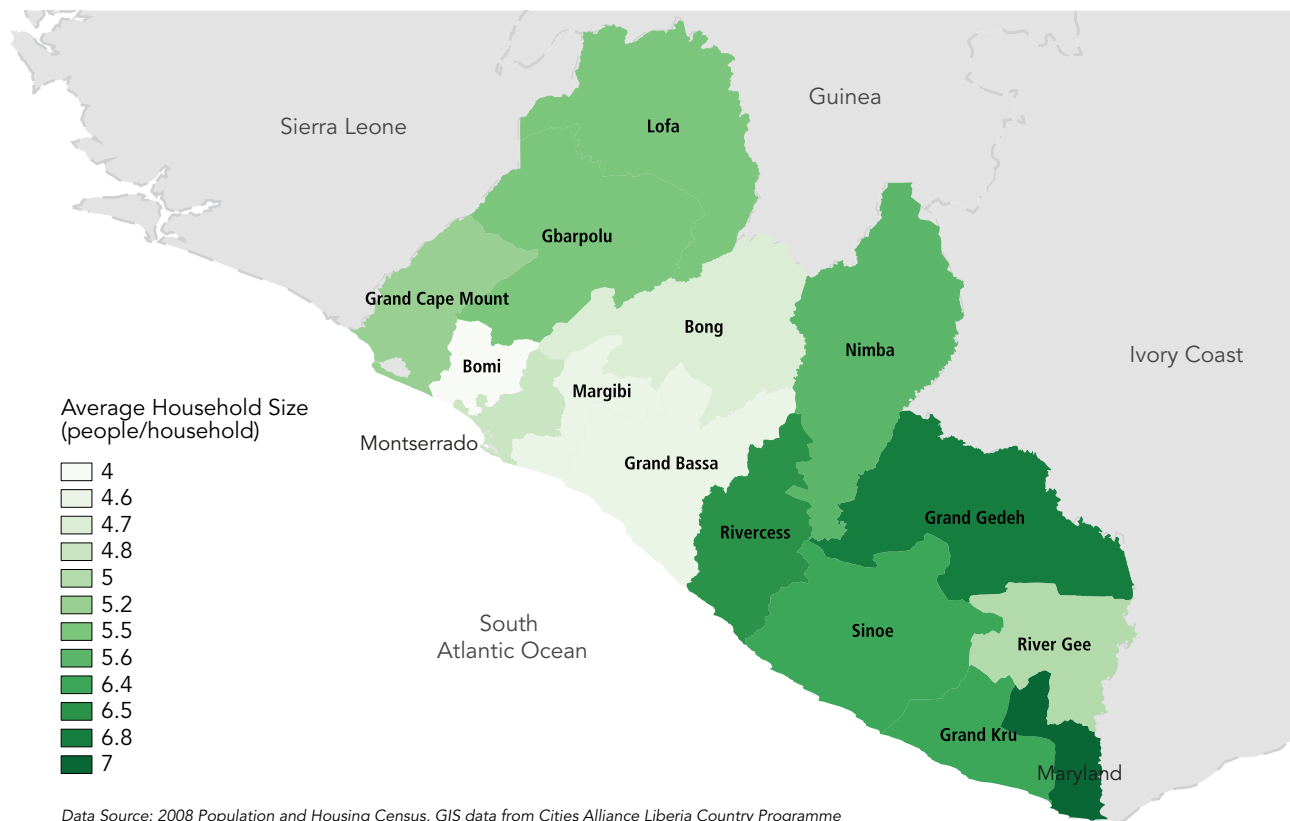 Guinea
Sierra Leone
Lofa
Gbarpolu
Grand Cape Mount
Bong
Nimba
Ivory Coast
Bomi
Margibi
Average Household Size
(people/household)
Montserrado
Grand Bassa
4
4.6
4.7
4.8
5
5.2
5.5
5.6
6.4
6.5
6.8
7
Grand Gedeh
Rivercess
South
Atlantic Ocean
Sinoe
River Gee
Grand Kru
Maryland
Data Source: 2008 Population and Housing Census, GIS data from Cities Alliance Liberia Country Programme